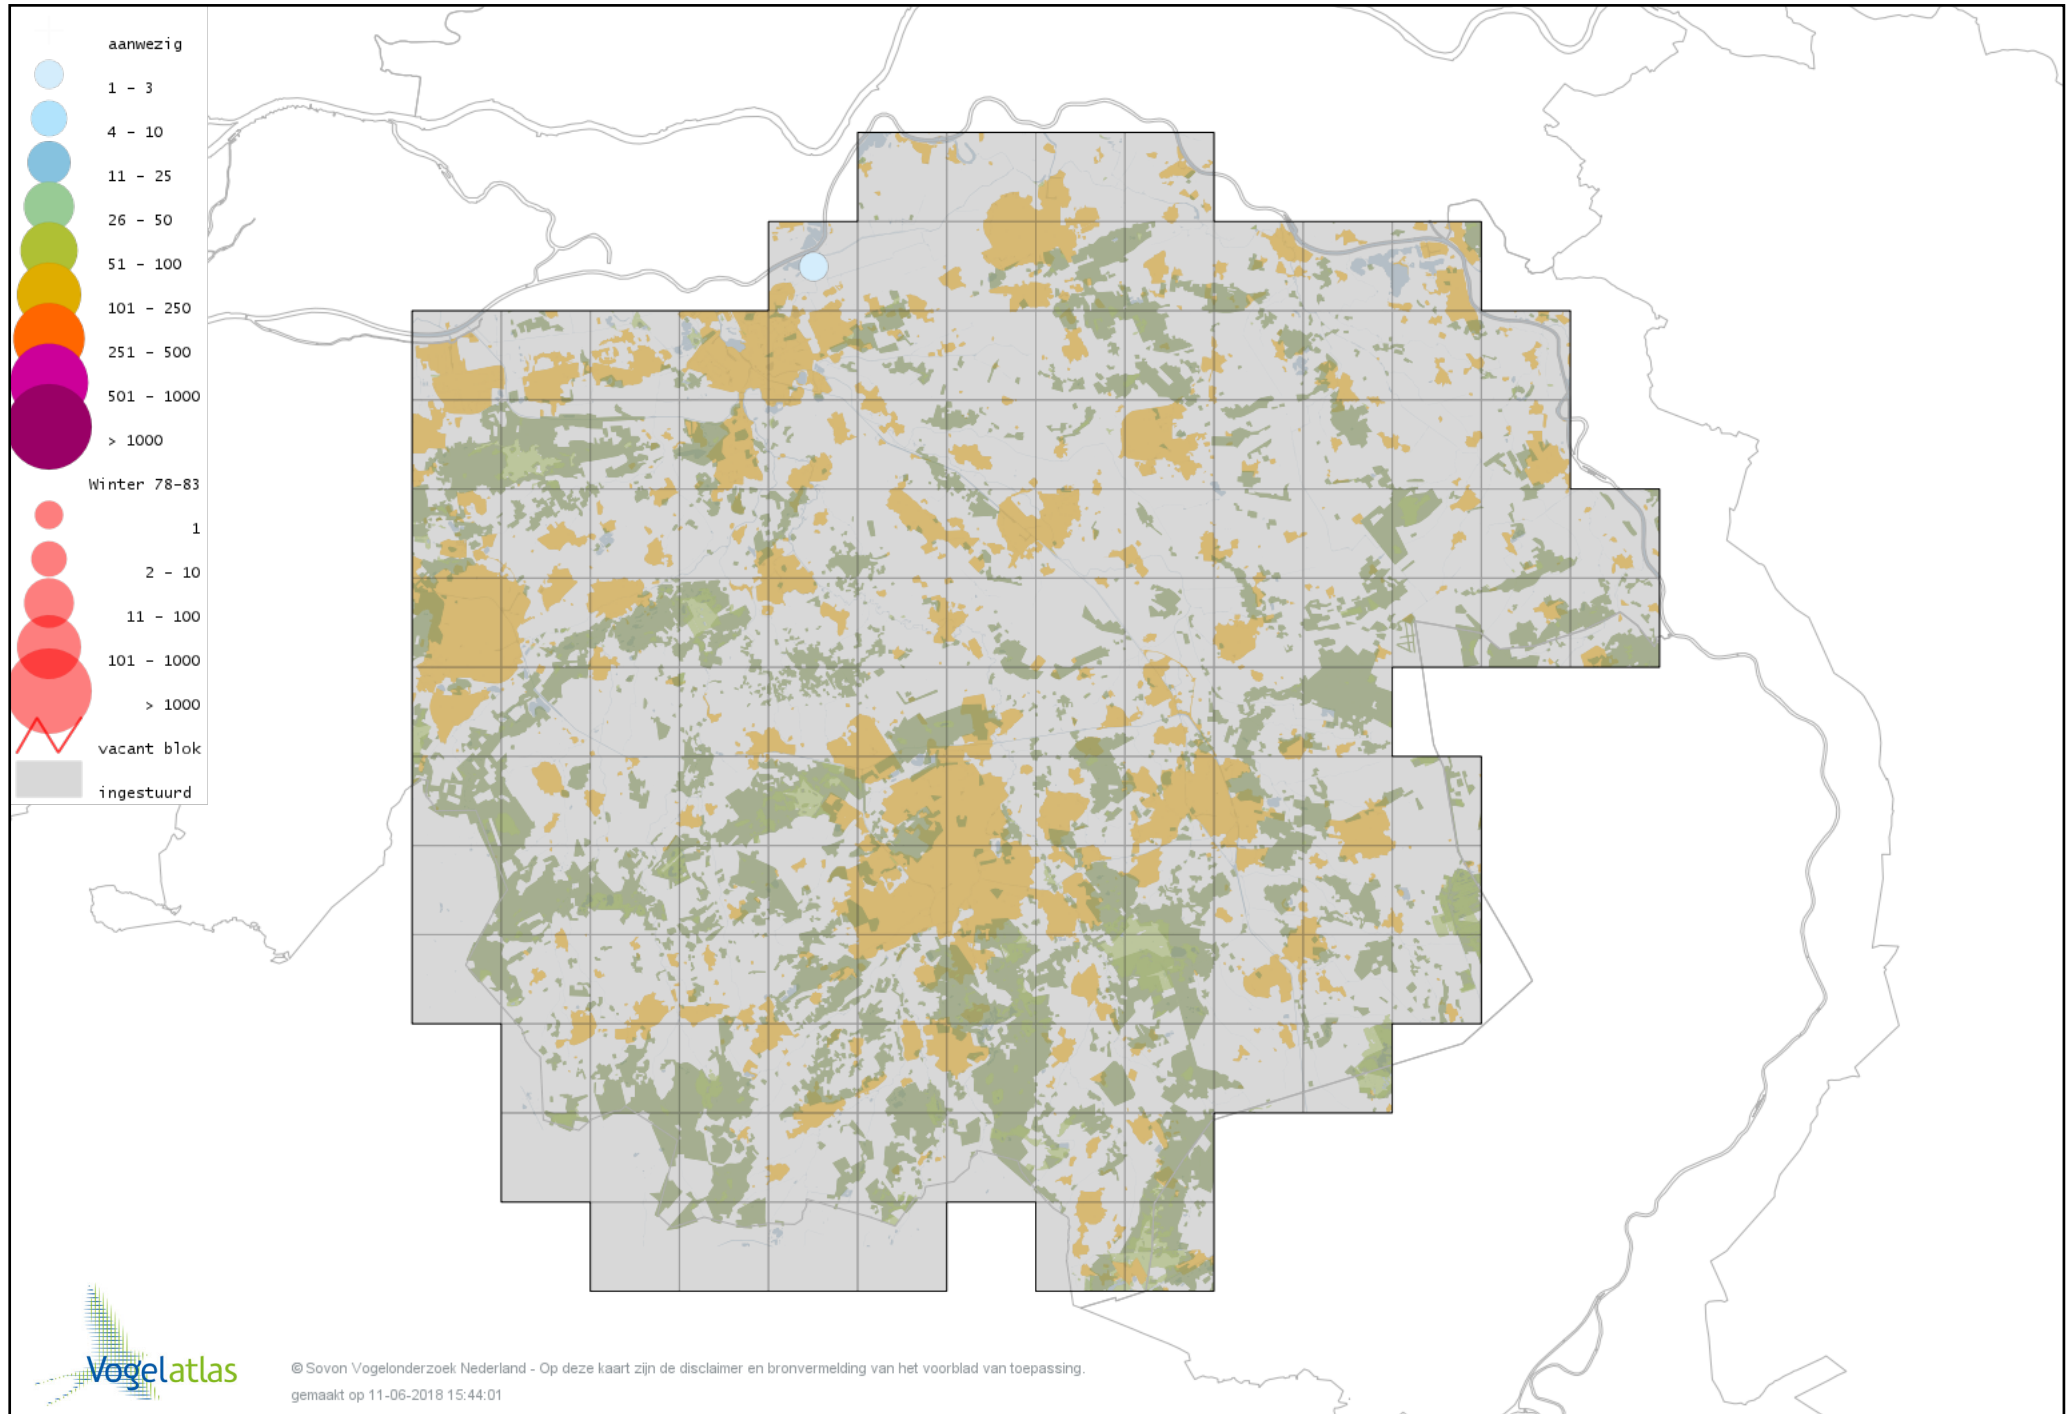 aanwezig
1 - 3
4 - 10
11 - 25
26 - 50
51 - 100
101 - 250
251 - 500
501 - 1000
> 1000
Winter 78-83
1
2 - 10
11 - 100
101 - 1000
> 1000
vacant blok
ingestuurd
Vogelatlas
© Sovon Vogelonderzoek Nederland - Op deze kaart zijn de disclaimer en bronvermelding van het voorblad van toepassing.
gemaakt op 11-06-2018 15:44:01